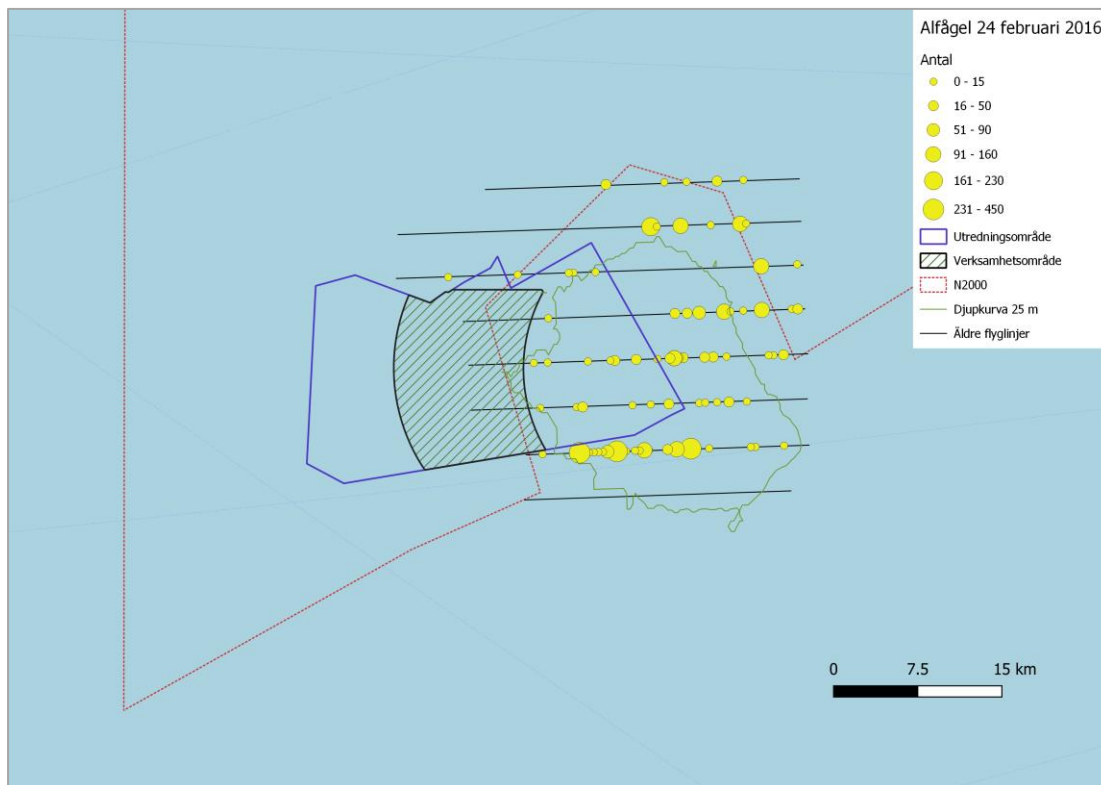 Alfågel 24 februari 2016
Antal
0 - 15
16 - 50
51 - 90
91 - 160
161 - 230
231 - 450
Utredningsområde
Verksamhetsområde
N2000
Djupkurva 25 m
Äldre flyglinjer
0 7.5 15 km